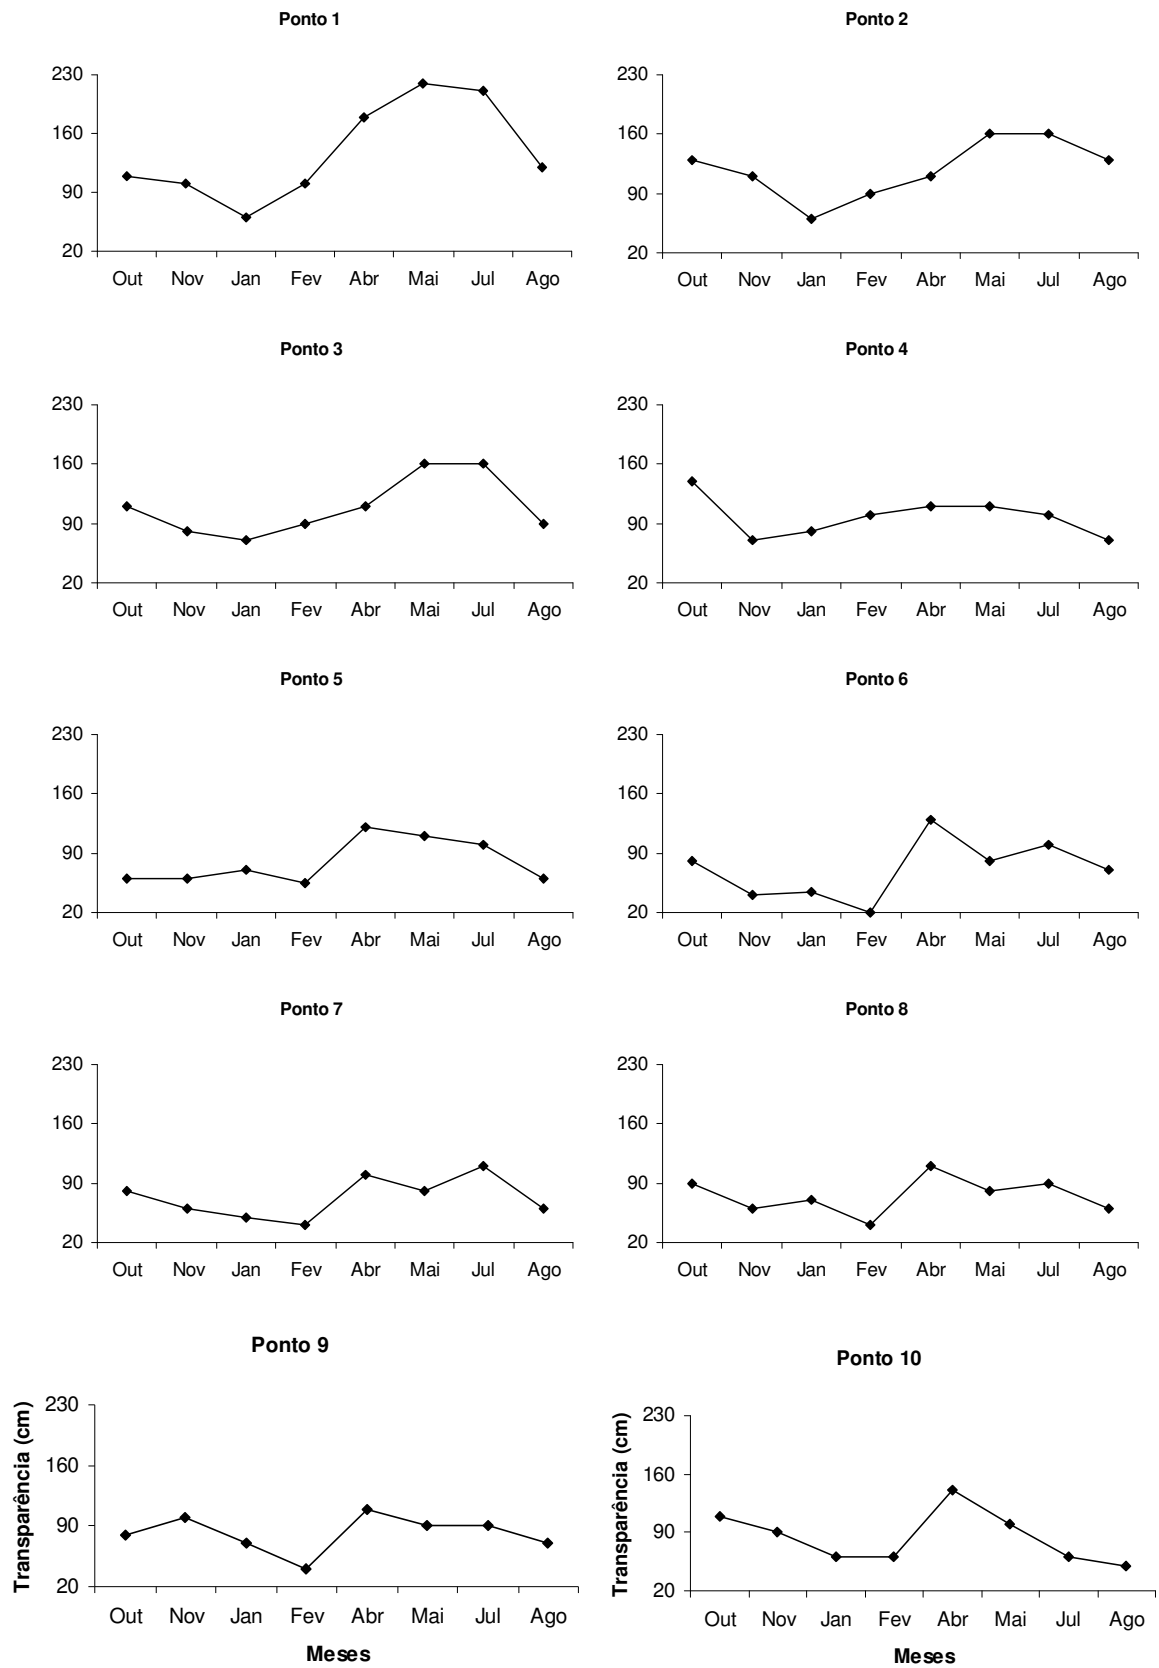 Ponto 1
230
160
90
20
Out Nov Jan Fev Abr Mai Jul Ago
Ponto 2
230
160
90
20
Out Nov Jan Fev Abr Mai Jul Ago
Ponto 3
230
160
90
20
Out Nov Jan Fev Abr Mai Jul Ago
Ponto 4
230
160
90
20
Out Nov Jan Fev Abr Mai Jul Ago
Ponto 5
230
160
90
20
Out Nov Jan Fev Abr Mai Jul Ago
Ponto 6
230
160
90
20
Out Nov Jan Fev Abr Mai Jul Ago
Ponto 7
230
160
90
20
Out Nov Jan Fev Abr Mai Jul Ago
Ponto 8
230
160
90
20
Out Nov Jan Fev Abr Mai Jul Ago
Ponto 9
Transparência (cm)
230
160
90
20
Out Nov Jan Fev Abr Mai Jul Ago
Meses
Ponto 10
Transparência (cm)
230
160
90
20
Out Nov Jan Fev Abr Mai Jul Ago
Meses